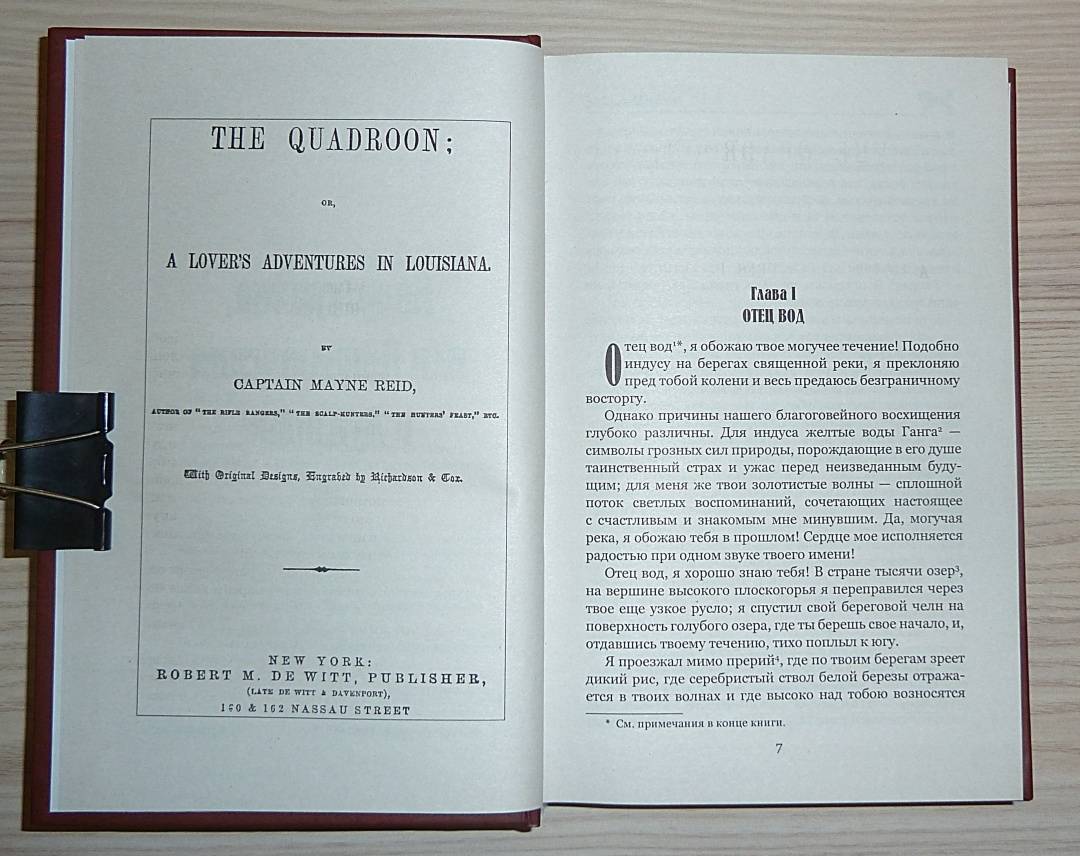 THE QUADROON;
OR,
A LOVER'S ADVENTURES IN LOUISIANA.
BY
CAPTAIN MAYNE REID,
AUTHOR OF "THE RIFLE RANGERS," "THE SCALP-HUNTERS," "THE HUNTERS' FEAST," ETC.
With Original Designs, Engraved by Richardson & Cox.
NEW YORK:
ROBERT M. DE WITT, PUBLISHER,
(LATE DE WITT & DAVENPORT),
160 & 162 NASSAU STREET
Глава I
ОТЕЦ ВОД
Отец вод¹*, я обожаю твое могучее течение! Подобно
индусу на берегах священной реки, я преклоняю
пред тобой колени и весь предаюсь безграничному
восторгу.
Однако причины нашего благоговейного восхищения
глубоко различны. Для индуса желтые воды Ганга² —
символы грозных сил природы, порождающие в его душе
таинственный страх и ужас перед неизведанным буду-
щим; для меня же твои золотистые волны — сплошной
поток светлых воспоминаний, сочетающих настоящее
с счастливым и знакомым мне минувшим. Да, могучая
река, я обожаю тебя в прошлом! Сердце мое исполняется
радостью при одном звуке твоего имени!
Отец вод, я хорошо знаю тебя! В стране тысячи озер³,
на вершине высокого плоскогорья я переправился через
твое еще узкое русло; я спустил свой береговой челн на
поверхность голубого озера, где ты берешь свое начало, и,
отдавшись твоему течению, тихо поплыл к югу.
Я проезжал мимо прерий⁴, где по твоим берегам зреет
дикий рис, где серебристый ствол белой березы отража-
ется в твоих волнах и где высоко над тобою возносятся
* См. примечания в конце книги.
7